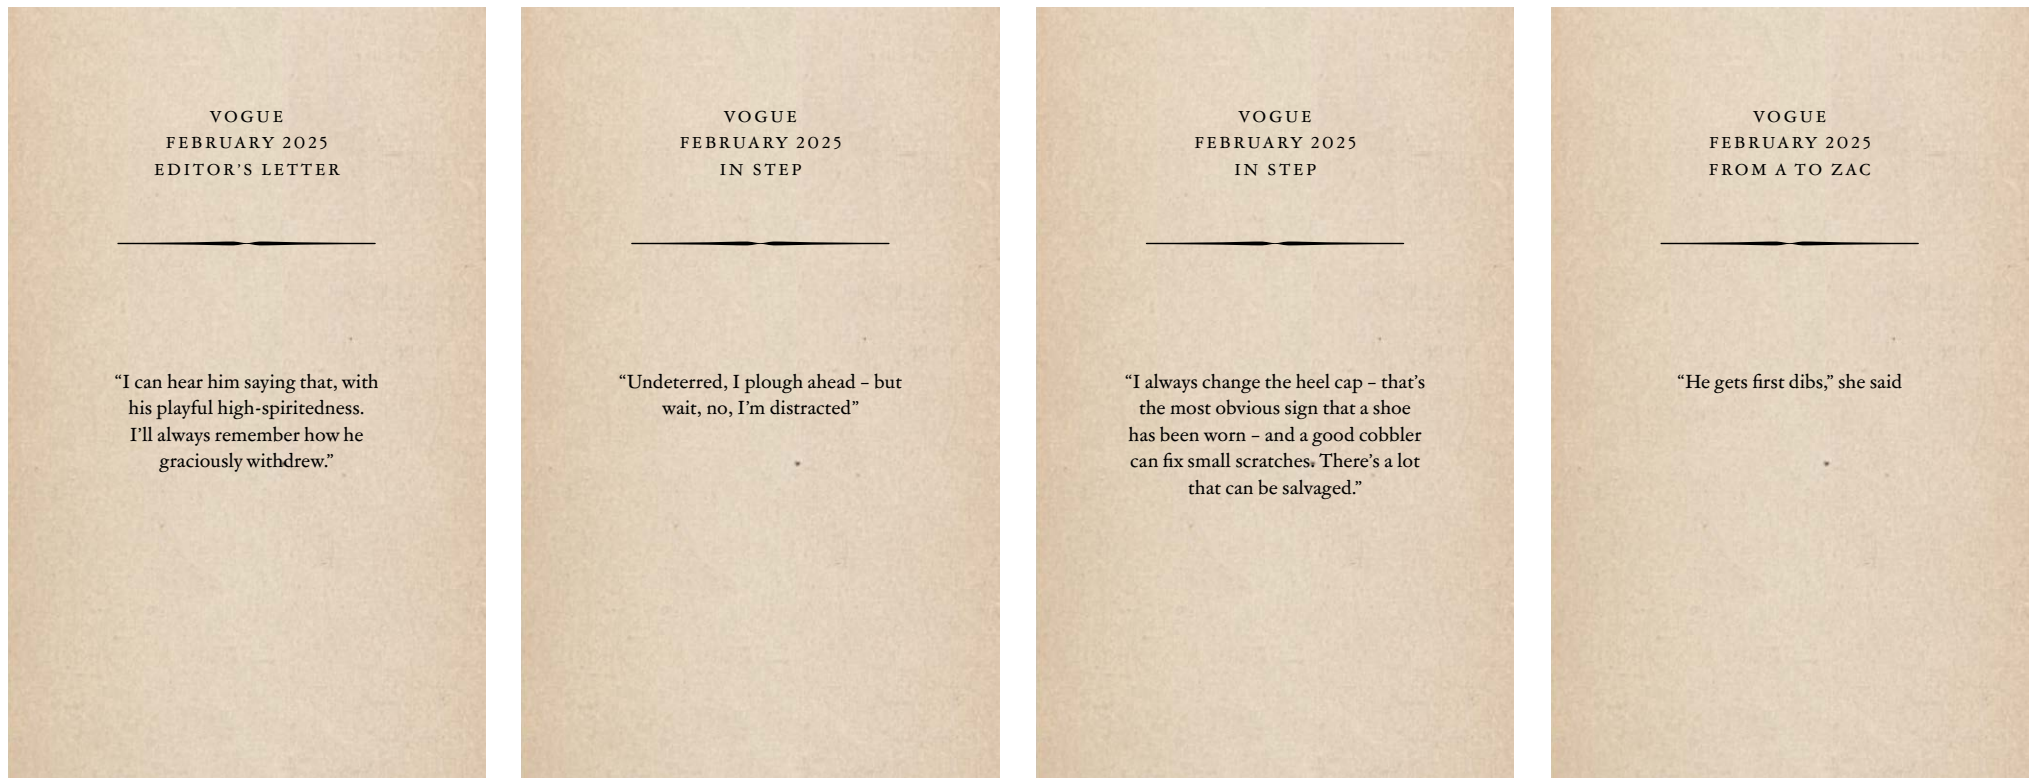 VOGUE
FEBRUARY 2025
EDITOR’S LETTER
“I can hear him saying that, with
his playful high-spiritedness.
I’ll always remember how he
graciously withdrew.”
VOGUE
FEBRUARY 2025
IN STEP
“Undeterred, I plough ahead – but
wait, no, I’m distracted”
VOGUE
FEBRUARY 2025
IN STEP
“I always change the heel cap – that’s
the most obvious sign that a shoe
has been worn – and a good cobbler
can fix small scratches. There’s a lot
that can be salvaged.”
VOGUE
FEBRUARY 2025
FROM A TO ZAC
“He gets first dibs,” she said